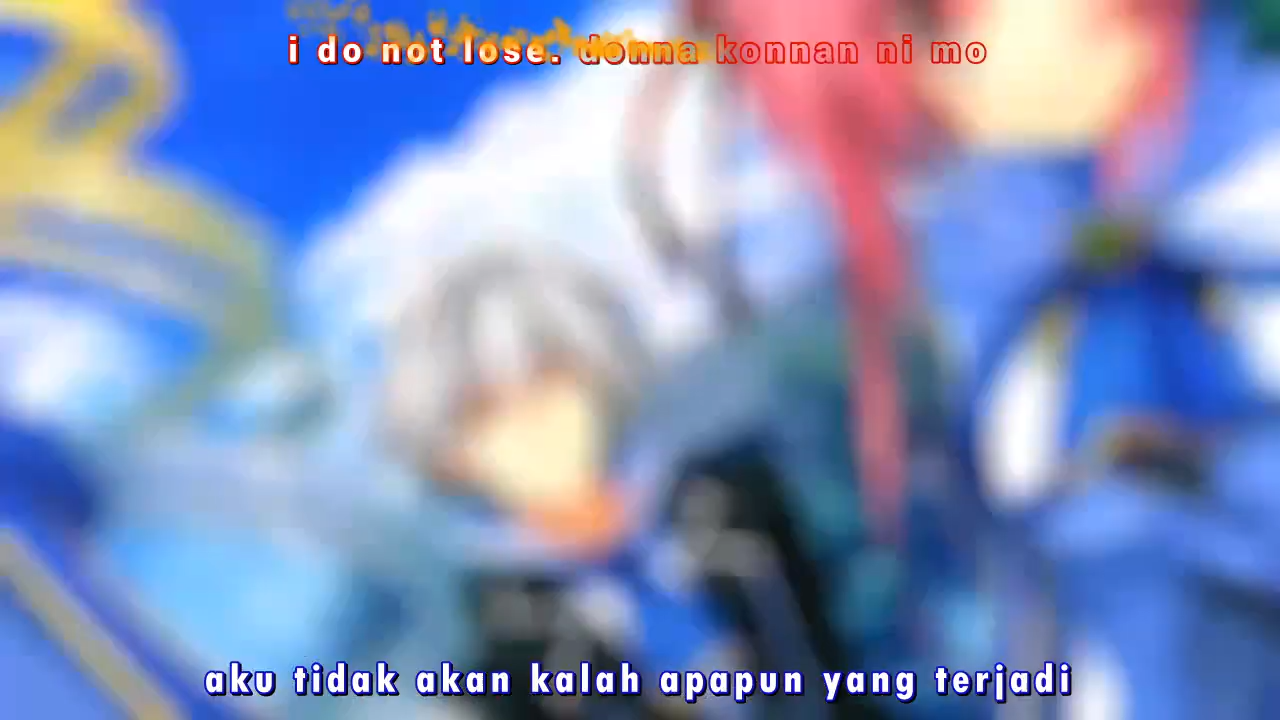 i do not lose. donna konnan ni mo
aku tidak akan kalah apapun yang terjadi